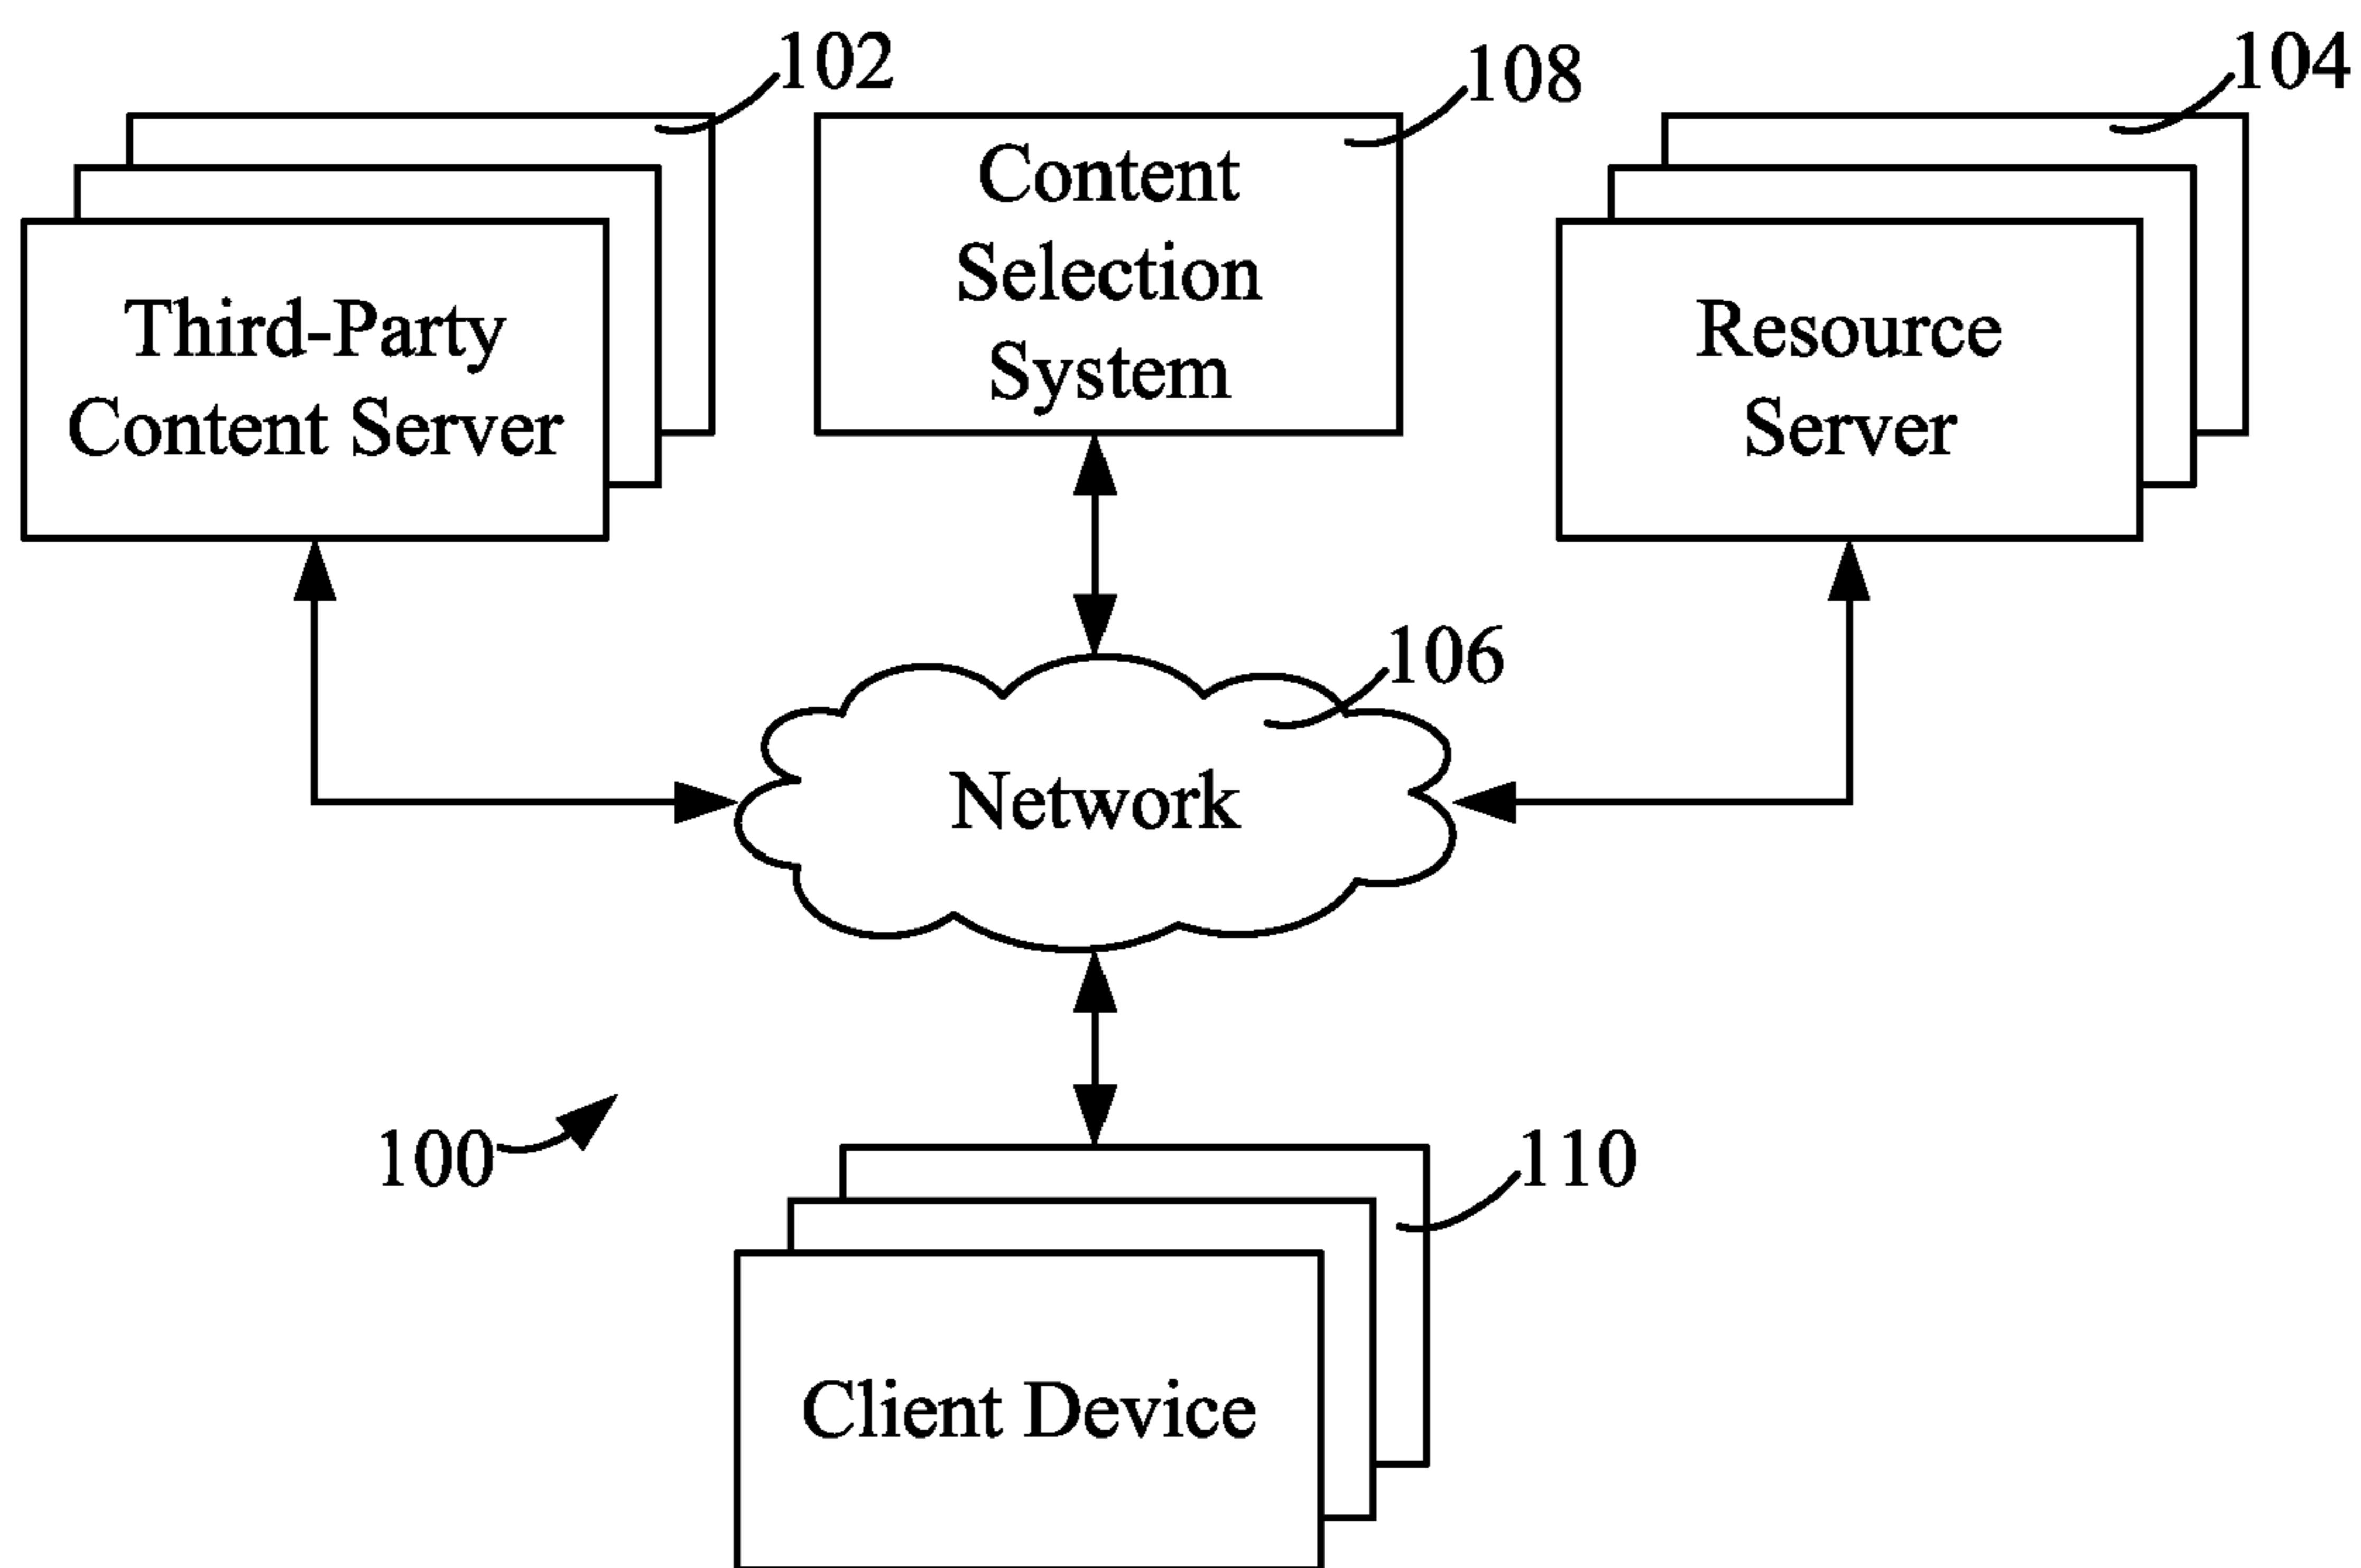 102
108
104
Third-Party
Content Server
Content
Selection
System
Resource
Server
106
Network
100
110
Client Device